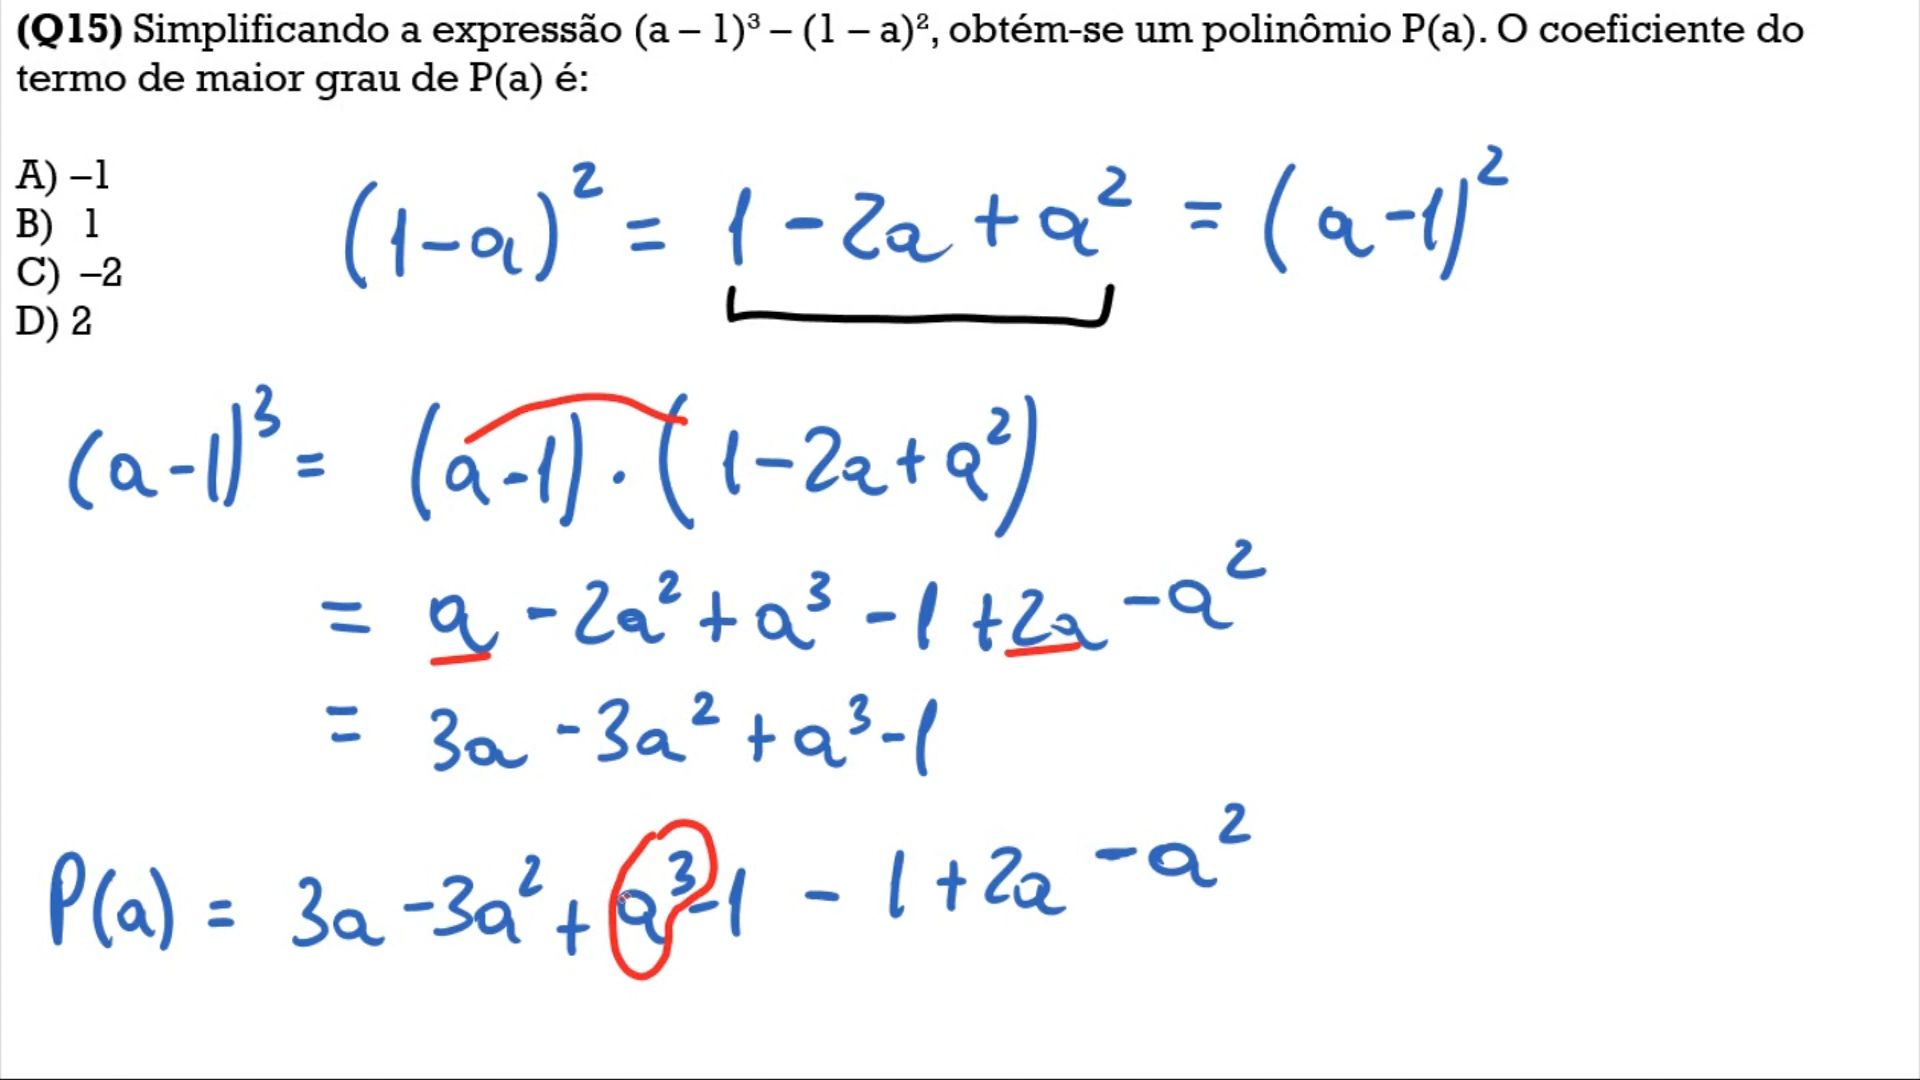 (Q15) Simplificando a expressão (a – 1)³ – (1 – a)², obtém-se um polinômio P(a). O coeficiente do
termo de maior grau de P(a) é:
A) –1
B) 1
C) –2
D) 2
(1-a)² = 1 - 2a + a² = (a-1)²
(a-1)³ = (a-1) · (1-2a+a²)
= a - 2a² + a³ - 1 + 2a - a²
= 3a - 3a² + a³ - 1
P(a) = 3a - 3a² + a³ - 1 - 1 + 2a - a²